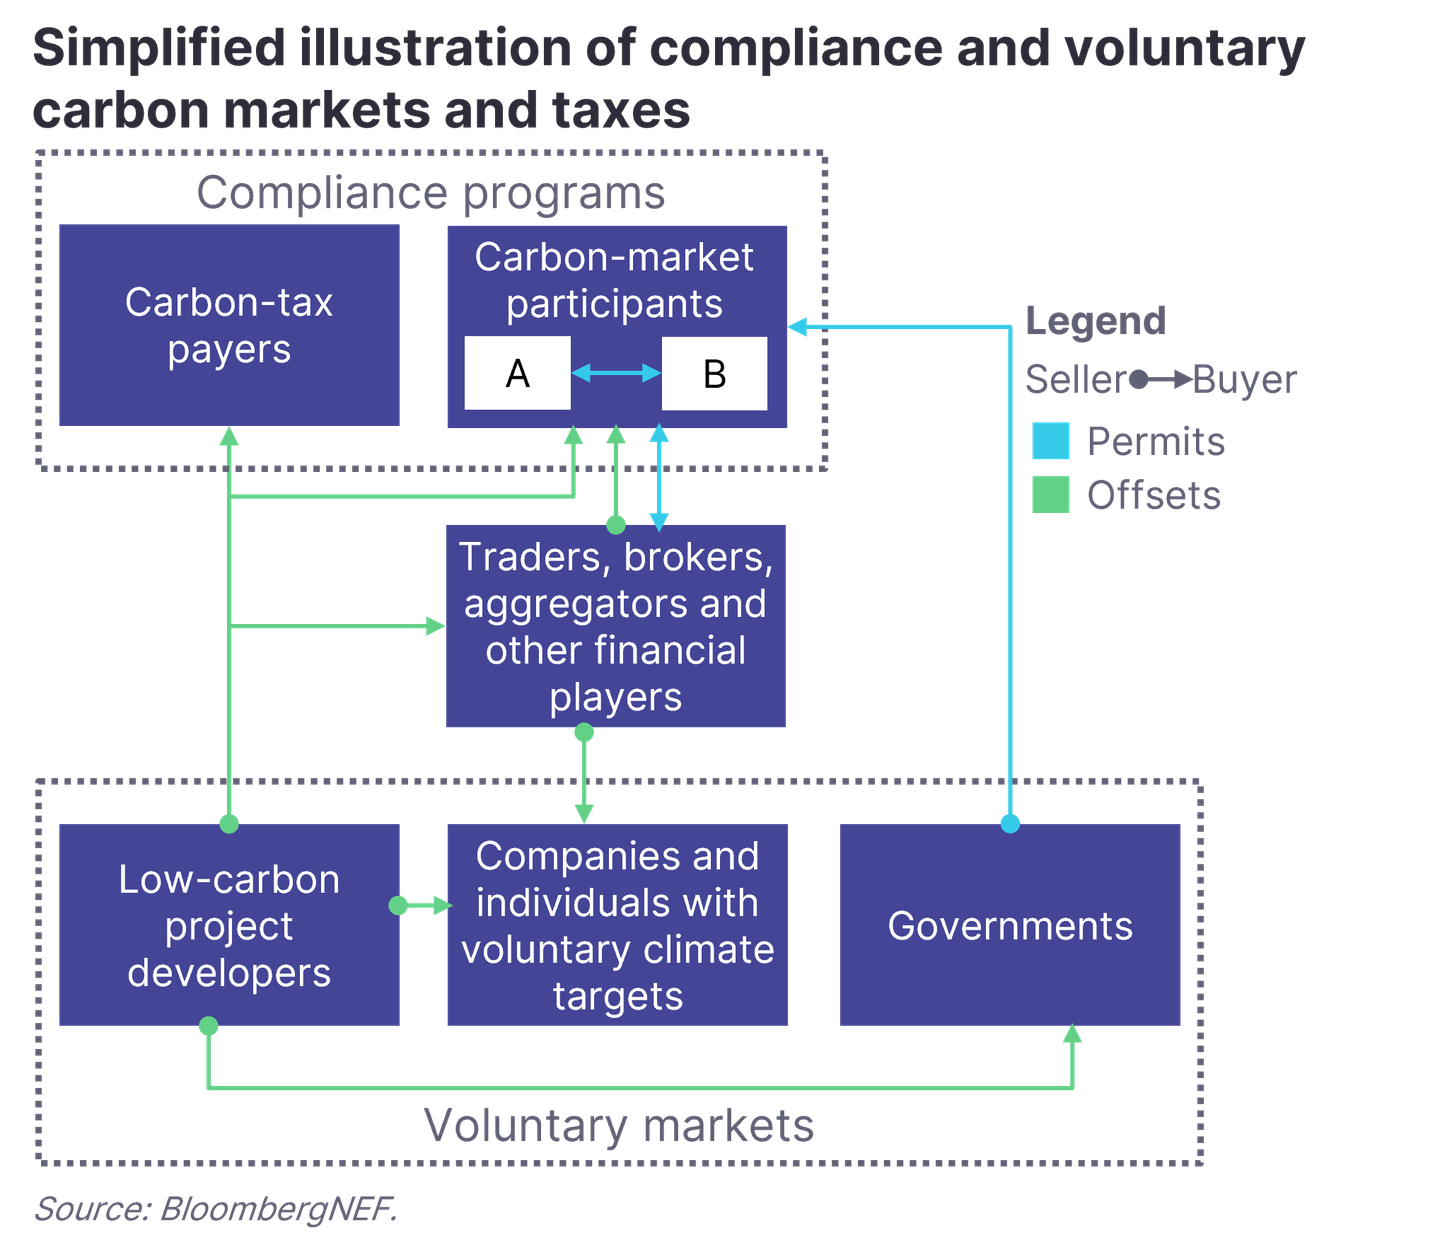 Simplified illustration of compliance and voluntary
carbon markets and taxes
Compliance programs
Carbon-tax
payers
Carbon-market
participants
A
B
Legend
Seller
Buyer
Permits
Offsets
Traders, brokers,
aggregators and
other financial
players
Low-carbon
project
developers
Companies and
individuals with
voluntary climate
targets
Governments
Voluntary markets
Source: BloombergNEF.